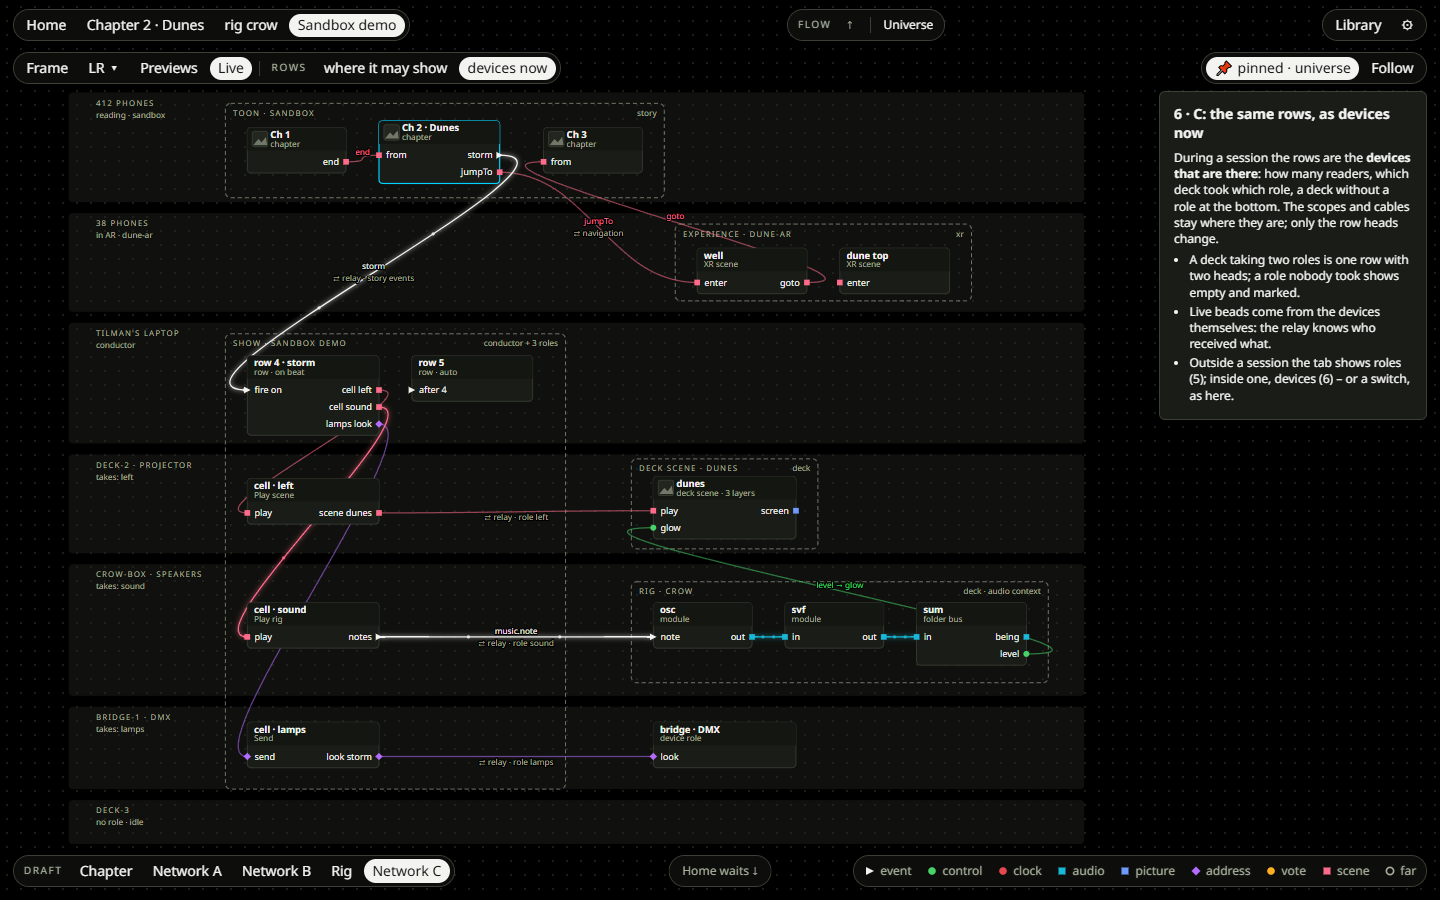 Home Chapter 2 · Dunes rig crow Sandbox demo
FLOW ↑ Universe
Library ⚙
Frame LR ▾ Previews Live ROWS where it may show devices now
📌 pinned · universe Follow
412 PHONES
reading · sandbox
TOON · SANDBOX story
Ch 1
chapter
end
end
Ch 2 · Dunes
chapter
from storm
jumpTo
Ch 3
chapter
from
38 PHONES
in AR · dune-ar
jumpTo
⇄ navigation
goto
EXPERIENCE · DUNE-AR xr
well
XR scene
enter goto
dune top
XR scene
enter
storm
⇄ relay · story events
TILMAN'S LAPTOP
conductor
SHOW · SANDBOX DEMO conductor + 3 roles
row 4 · storm
row · on beat
fire on cell left
cell sound
lamps look
row 5
row · auto
after 4
DECK-2 · PROJECTOR
takes: left
cell · left
Play scene
play scene dunes
⇄ relay · role left
DECK SCENE · DUNES deck
dunes
deck scene · 3 layers
play screen
glow
CROW-BOX · SPEAKERS
takes: sound
cell · sound
Play rig
play notes
music.note
⇄ relay · role sound
level → glow
RIG · CROW deck · audio context
osc
module
note out
svf
module
in out
sum
folder bus
in being
level
BRIDGE-1 · DMX
takes: lamps
cell · lamps
Send
send look storm
⇄ relay · role lamps
bridge · DMX
device role
look
DECK-3
no role · idle
6 · C: the same rows, as devices
now
During a session the rows are the devices
that are there: how many readers, which
deck took which role, a deck without a
role at the bottom. The scopes and cables
stay where they are; only the row heads
change.
• A deck taking two roles is one row with
two heads; a role nobody took shows
empty and marked.
• Live beads come from the devices
themselves: the relay knows who
received what.
• Outside a session the tab shows roles
(5); inside one, devices (6) – or a switch,
as here.
DRAFT Chapter Network A Network B Rig Network C
Home waits ↓
event control clock audio picture address vote scene far